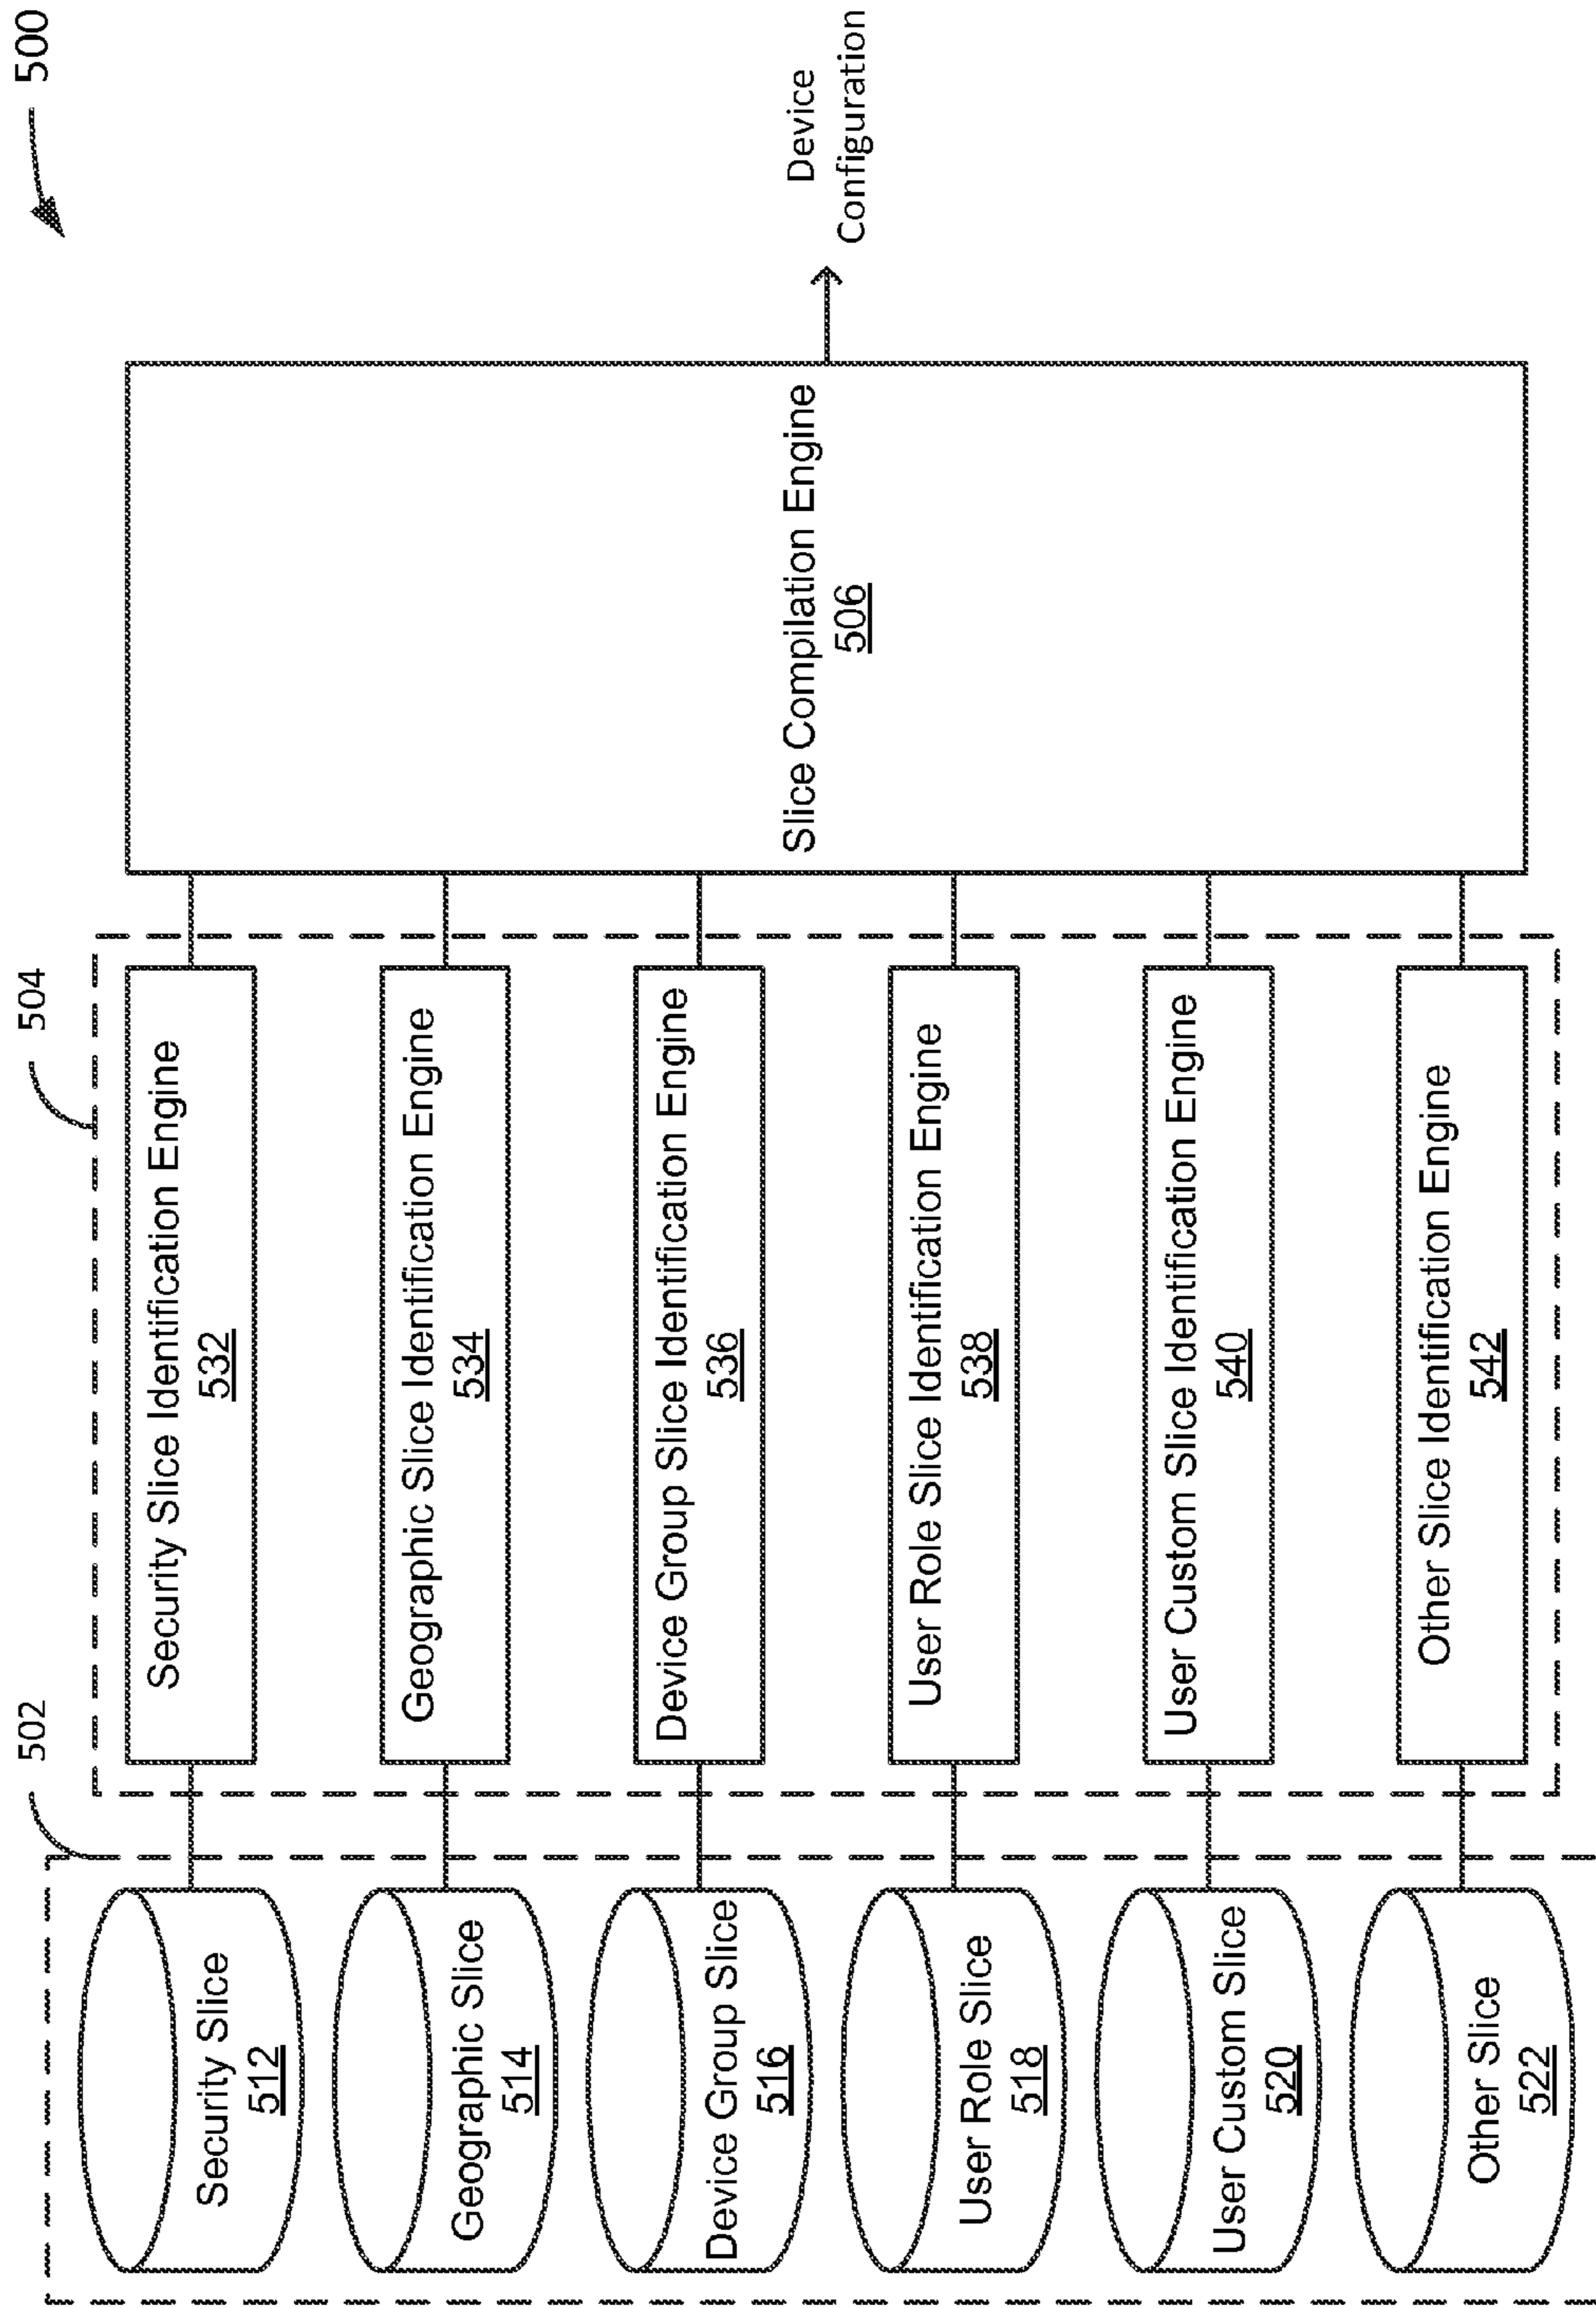 500
502
504
Security Slice
512
Geographic Slice
514
Device Group Slice
516
User Role Slice
518
User Custom Slice
520
Other Slice
522
Security Slice Identification Engine
532
Geographic Slice Identification Engine
534
Device Group Slice Identification Engine
536
User Role Slice Identification Engine
538
User Custom Slice Identification Engine
540
Other Slice Identification Engine
542
Slice Compilation Engine
506
Device
Configuration